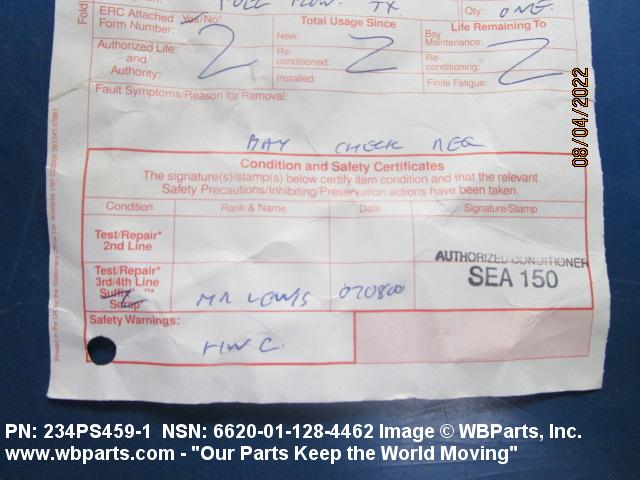 FUEL FLOW. TX
Qty: ONE.
ERC Attached Yes/No*
Form Number:
Z
Authorized Life:
and
Authority:
Total Usage Since
New:
Re-
conditioned:
Z
Installed:
Life Remaining To
Bay
Maintenance:
Re-
conditioning:
Z
Finite Fatigue:
Fault Symptoms/Reason for Removal:
BAY CHECK REQ
Condition and Safety Certificates
The signature(s)/stamp(s) below certify item condition and that the relevant
Safety Precautions/Inhibiting/Preservation actions have been taken.
Condition Rank & Name Date Signature/Stamp
Test/Repair*
2nd Line
Test/Repair*
3rd/4th Line
Suffix
Scrap*
MR LEWIS 070800
AUTHORIZED CONDITIONER
SEA 150
Safety Warnings:
HWC.
08/04/2022
PN: 234PS459-1 NSN: 6620-01-128-4462 Image © WBParts, Inc.
www.wbparts.com - "Our Parts Keep the World Moving"